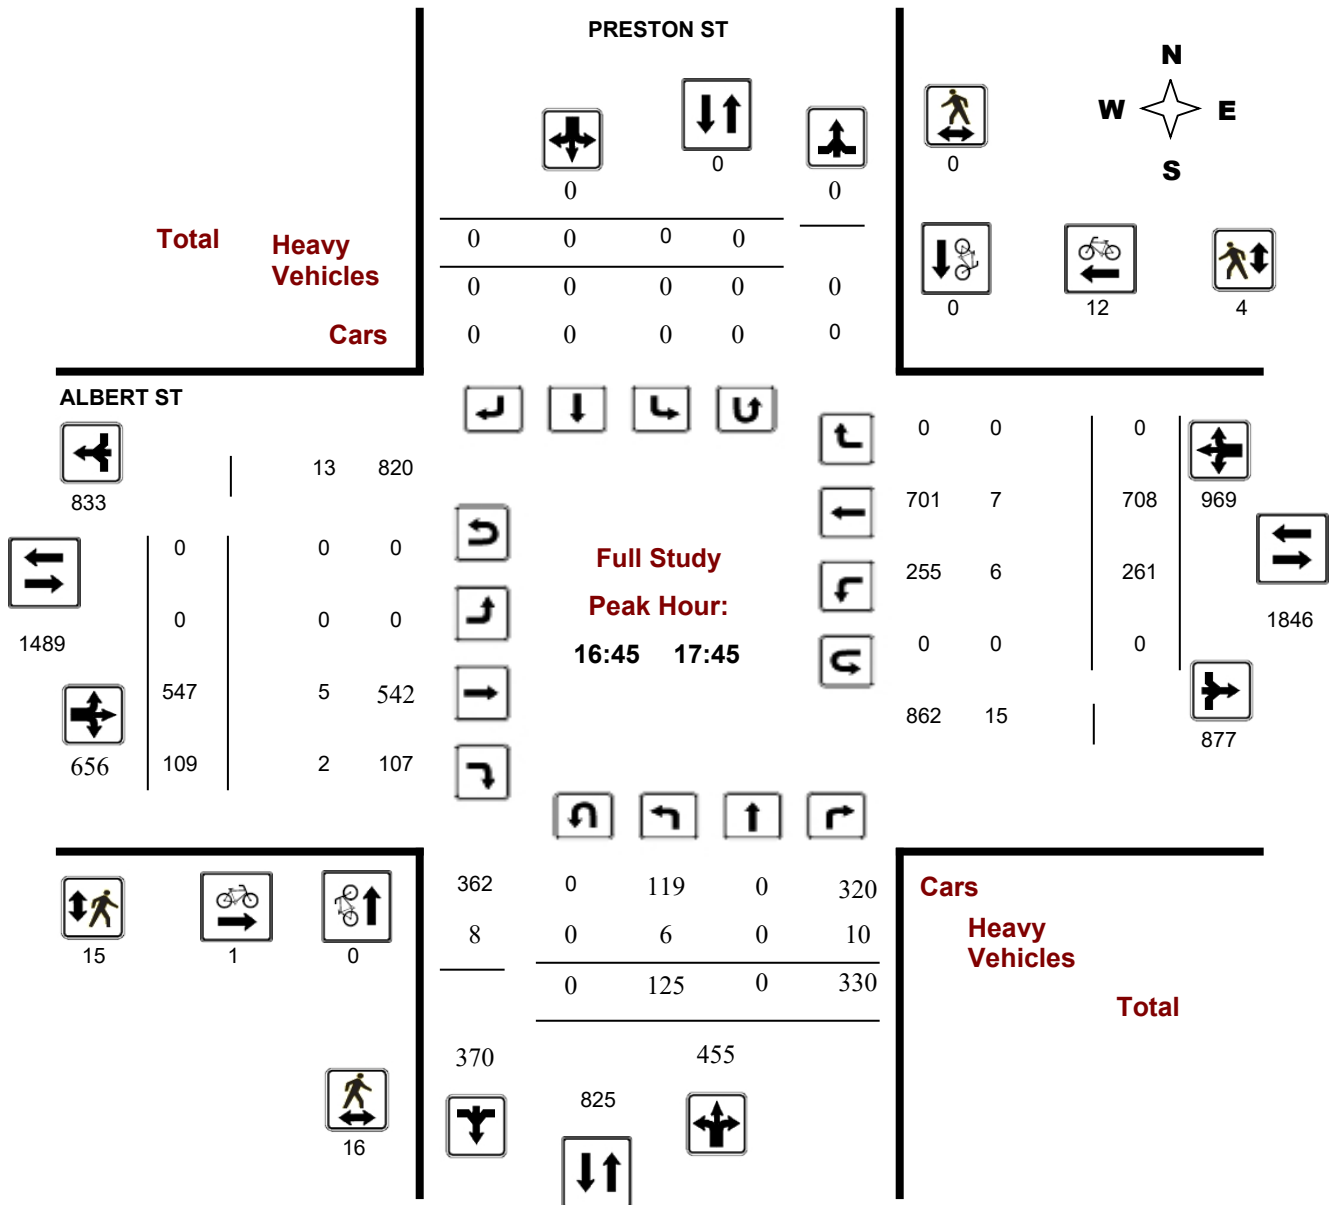 PRESTON ST
N
W E
S
0
0
0 0
0
Total Heavy Vehicles
0 0 0 0
0 0 0 0 0
Cars 0 0 0 0 0
0 12 4
ALBERT ST
833
13 820
0 0 0
0 0 0
1489
547 5 542
656 109 2 107
Full Study
Peak Hour:
16:45 17:45
0 0 0
701 7 708 969
255 6 261
1846
0 0 0
862 15
877
15 1 0
16
362 0 119 0 320
8 0 6 0 10
0 125 0 330
370 455
825
Cars
Heavy
Vehicles
Total